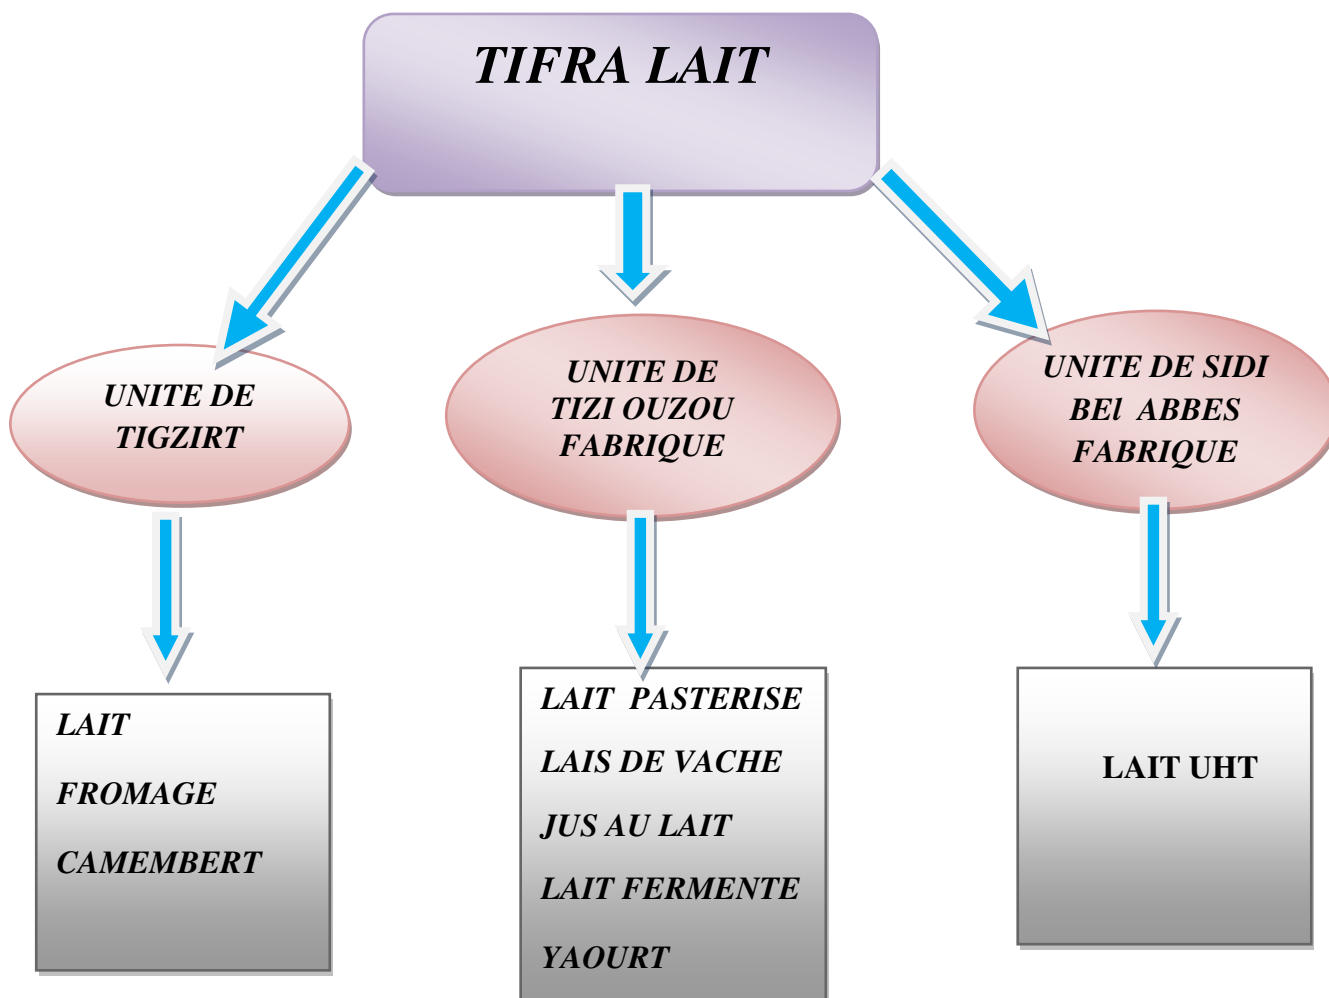 TIFRA LAIT
UNITE DE
TIGZIRT
UNITE DE
TIZI OUZOU
FABRIQUE
UNITE DE SIDI
BEl ABBES
FABRIQUE
LAIT
FROMAGE
CAMEMBERT
LAIT PASTERISE
LAIS DE VACHE
JUS AU LAIT
LAIT FERMENTE
YAOURT
LAIT UHT